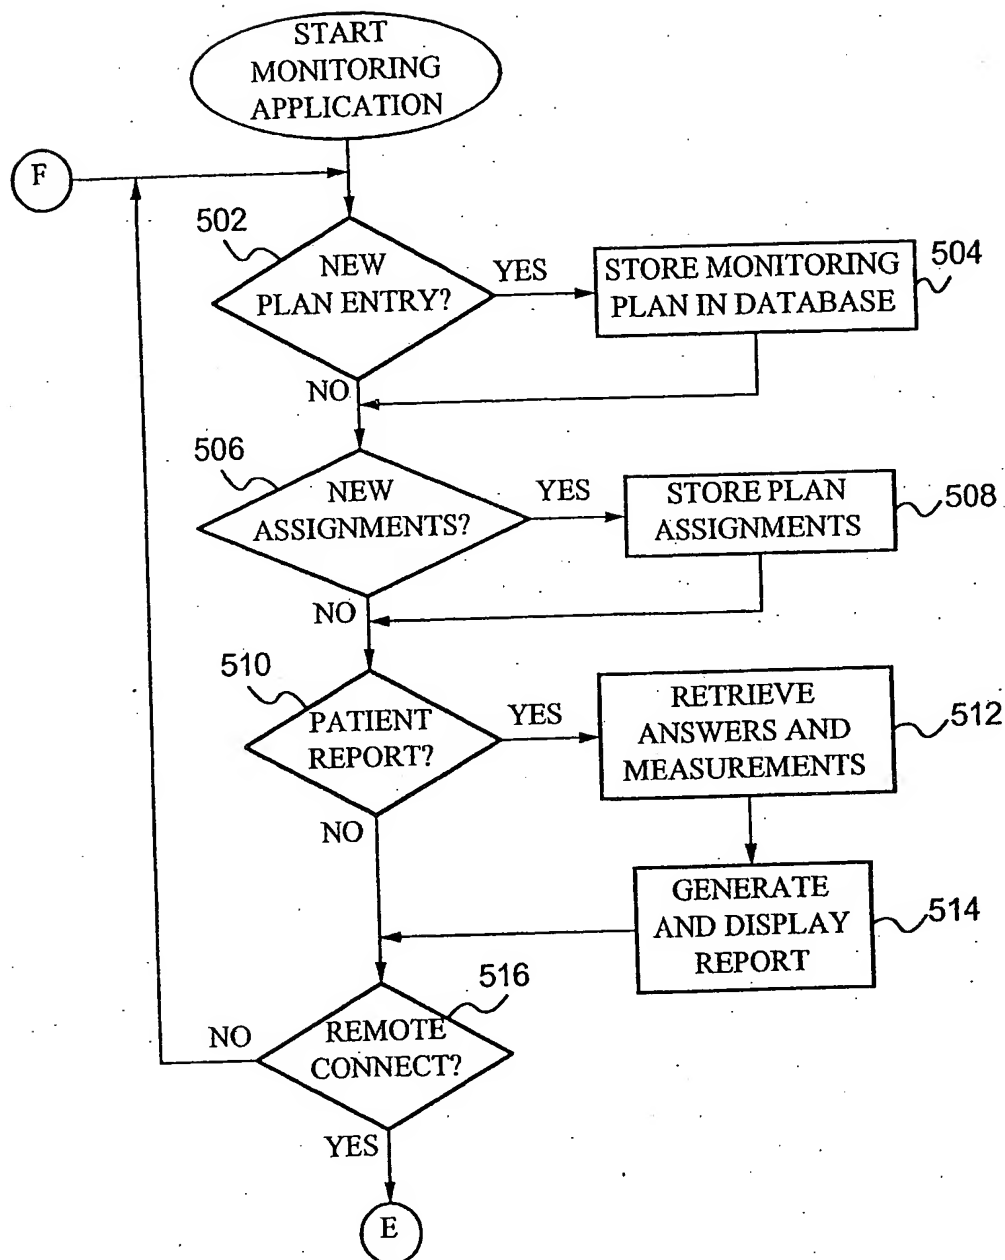 START
MONITORING
APPLICATION
F
502
NEW
PLAN ENTRY?
YES
STORE MONITORING
PLAN IN DATABASE
504
NO
506
NEW
ASSIGNMENTS?
YES
STORE PLAN
ASSIGNMENTS
508
NO
510
PATIENT
REPORT?
YES
RETRIEVE
ANSWERS AND
MEASUREMENTS
512
NO
GENERATE
AND DISPLAY
REPORT
514
516
REMOTE
CONNECT?
NO
YES
E